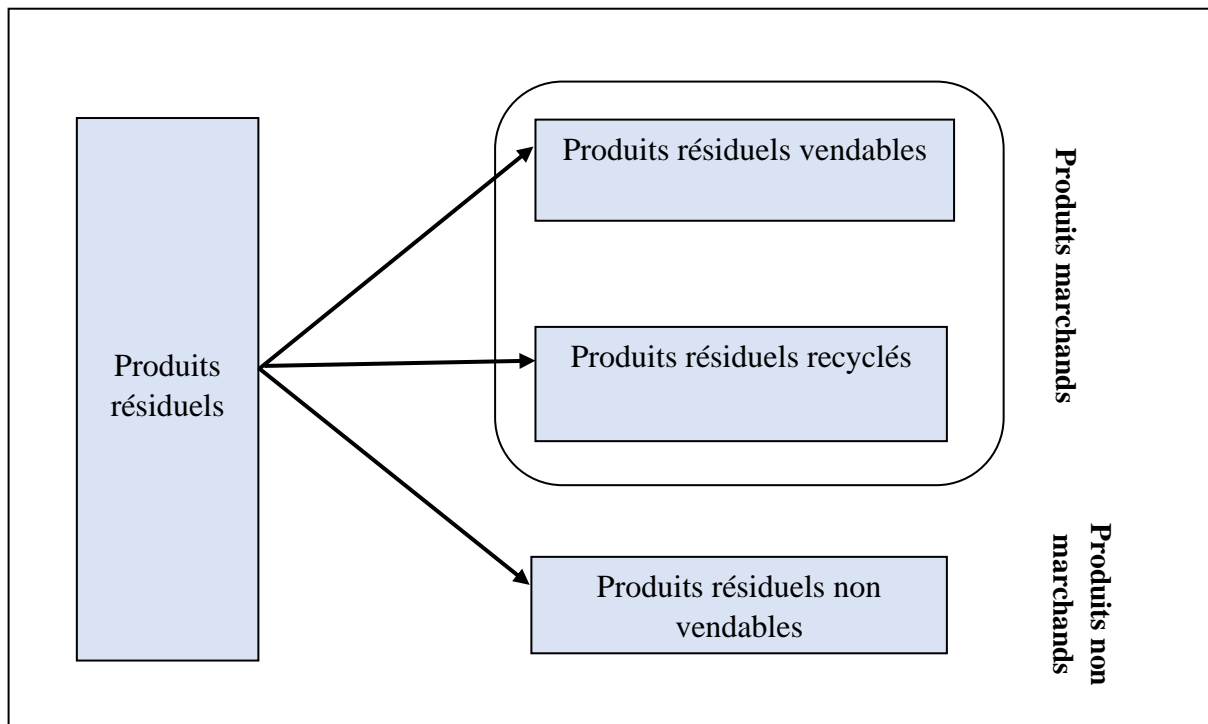 Produits
résiduels
Produits résiduels vendables
Produits résiduels recyclés
Produits résiduels non
vendables
Produits marchands
Produits non
marchands